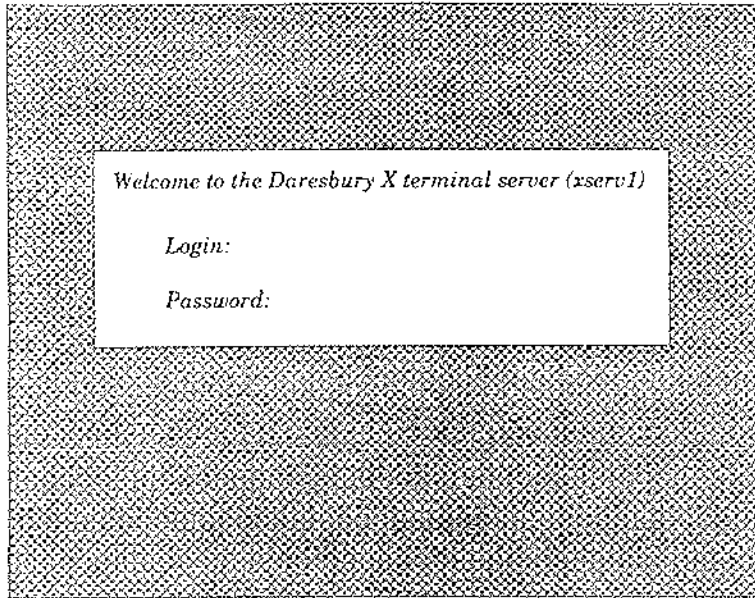 Welcome to the Daresbury X terminal server (xserv1)
Login:
Password: